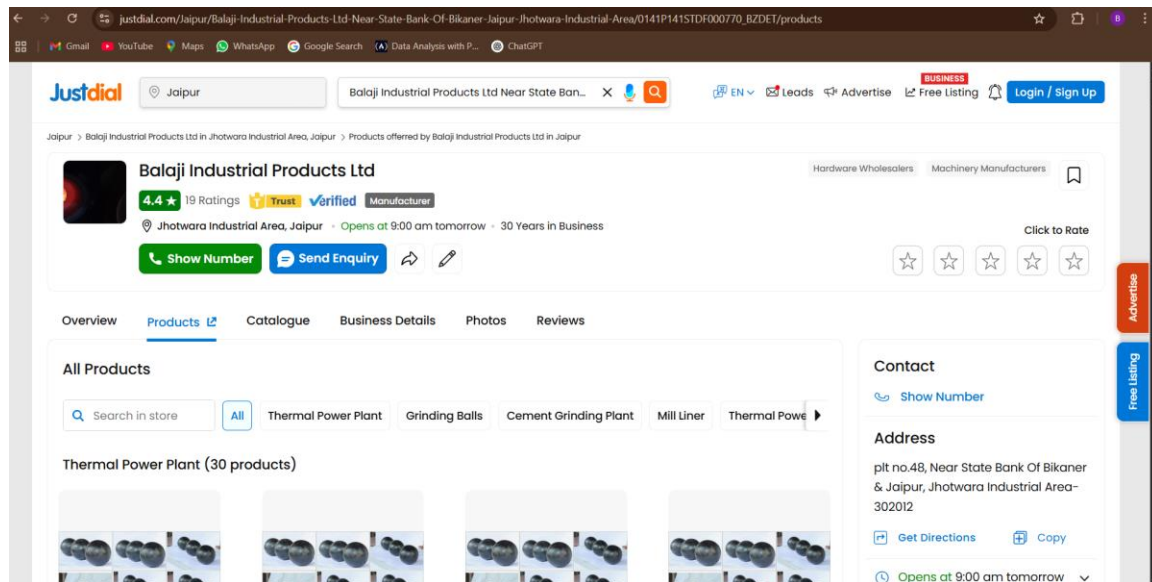 justdial.com/Jaipur/Balaji-Industrial-Products-Ltd-Near-State-Bank-Of-Bikaner-Jaipur-Jhotwara-Industrial-Area/0141P141STDF000770_BZDET/products
B
Gmail YouTube Maps WhatsApp Google Search Data Analysis with P... ChatGPT
Justdial Jaipur Balaji Industrial Products Ltd Near State Ban... EN Leads Advertise BUSINESS Free Listing Login / Sign Up
Jaipur > Balaji Industrial Products Ltd in Jhotwara Industrial Area, Jaipur > Products offerred by Balaji Industrial Products Ltd in Jaipur
Balaji Industrial Products Ltd
Hardware Wholesalers Machinery Manufacturers
4.4 ★ 19 Ratings Trust Verified Manufacturer
Jhotwara Industrial Area, Jaipur • Opens at 9:00 am tomorrow • 30 Years in Business
Click to Rate
Show Number Send Enquiry
Advertise
Free Listing
Overview Products Catalogue Business Details Photos Reviews
All Products
Search in store All Thermal Power Plant Grinding Balls Cement Grinding Plant Mill Liner Thermal Powe
Thermal Power Plant (30 products)
Contact
Show Number
Address
plt no.48, Near State Bank Of Bikaner
& Jaipur, Jhotwara Industrial Area-
302012
Get Directions Copy
Opens at 9:00 am tomorrow